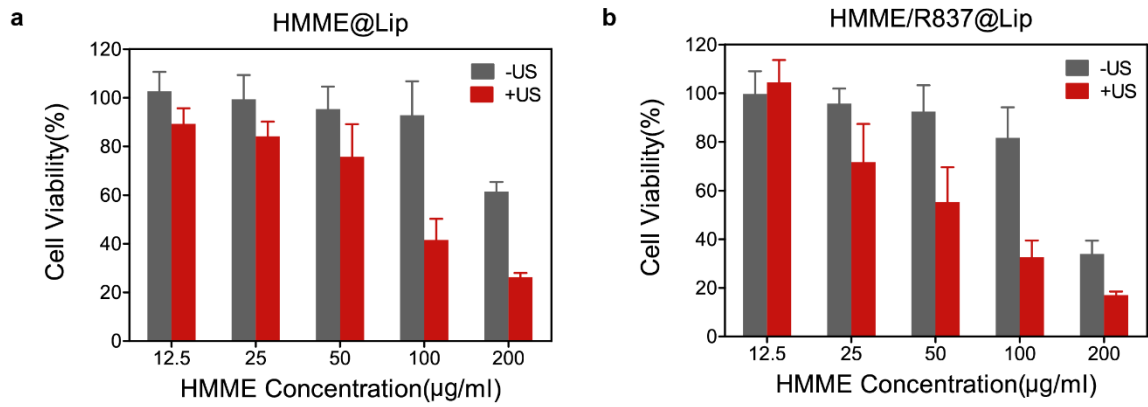 a
HMME@Lip
120
100
80
60
40
20
0
Cell Viability(%)
-US
+US
12.5 25 50 100 200
HMME Concentration(μg/ml)
b
HMME/R837@Lip
120
100
80
60
40
20
0
Cell Viability(%)
-US
+US
12.5 25 50 100 200
HMME Concentration(μg/ml)